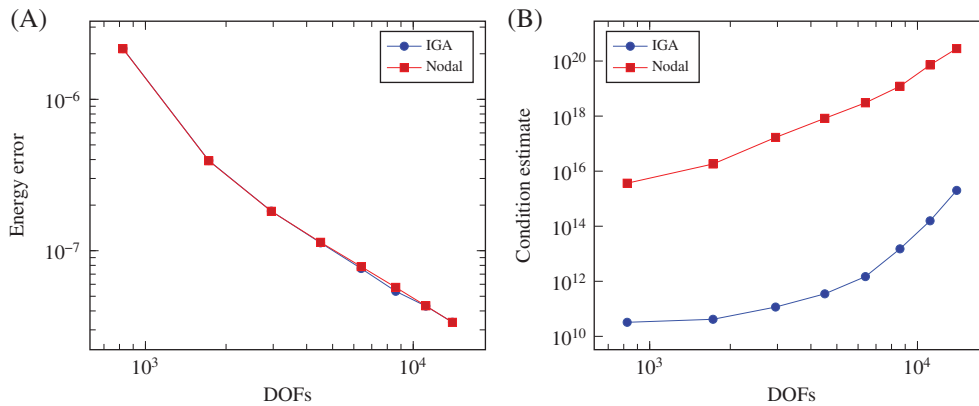 (A)
IGA
Nodal
10⁻⁶
10⁻⁷
Energy error
10³
10⁴
DOFs
(B)
IGA
Nodal
10²⁰
10¹⁸
10¹⁶
10¹⁴
10¹²
10¹⁰
Condition estimate
10³
10⁴
DOFs